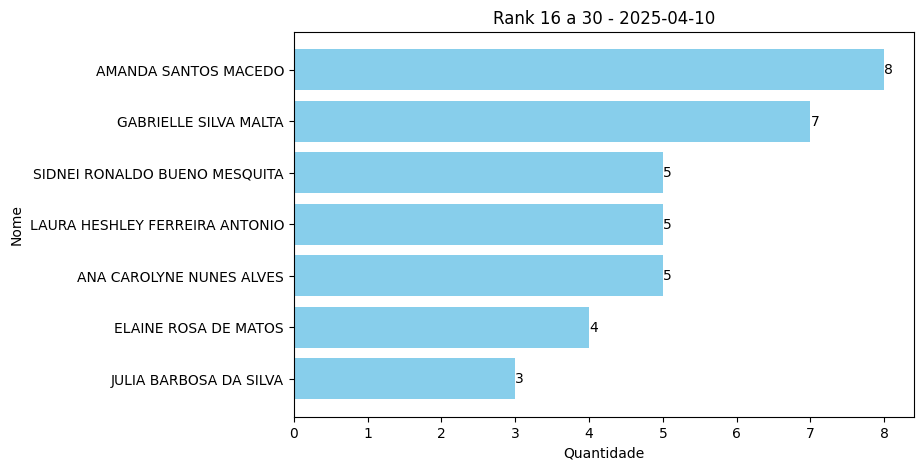 Rank 16 a 30 - 2025-04-10
AMANDA SANTOS MACEDO 8
GABRIELLE SILVA MALTA 7
SIDNEI RONALDO BUENO MESQUITA 5
LAURA HESHLEY FERREIRA ANTONIO 5
ANA CAROLYNE NUNES ALVES 5
ELAINE ROSA DE MATOS 4
JULIA BARBOSA DA SILVA 3
Nome
0 1 2 3 4 5 6 7 8
Quantidade